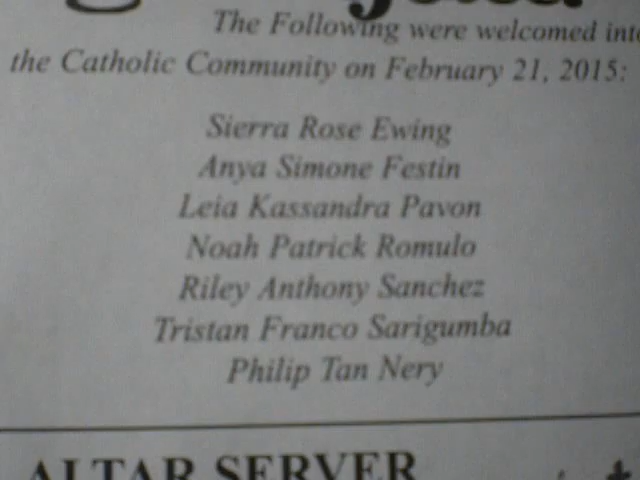 The Following were welcomed into
the Catholic Community on February 21, 2015:
Sierra Rose Ewing
Anya Simone Festin
Leia Kassandra Pavon
Noah Patrick Romulo
Riley Anthony Sanchez
Tristan Franco Sarigumba
Philip Tan Nery
ALTAR SERVER